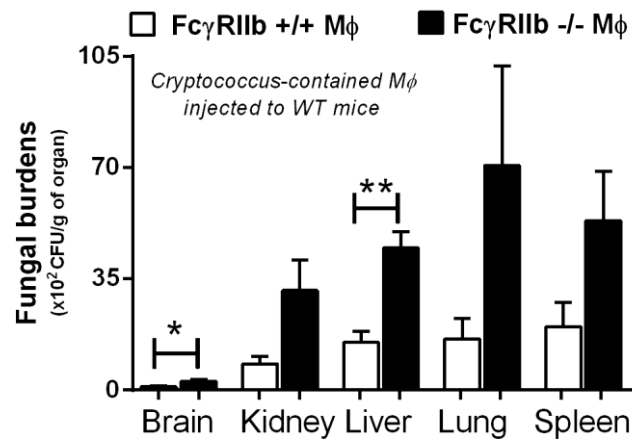 FcγRIIb +/+ Mϕ
FcγRIIb -/- Mϕ
Cryptococcus-contained Mϕ
injected to WT mice
Fungal burdens
(x10² CFU/g of organ)
105
70
35
0
*
**
Brain Kidney Liver Lung Spleen